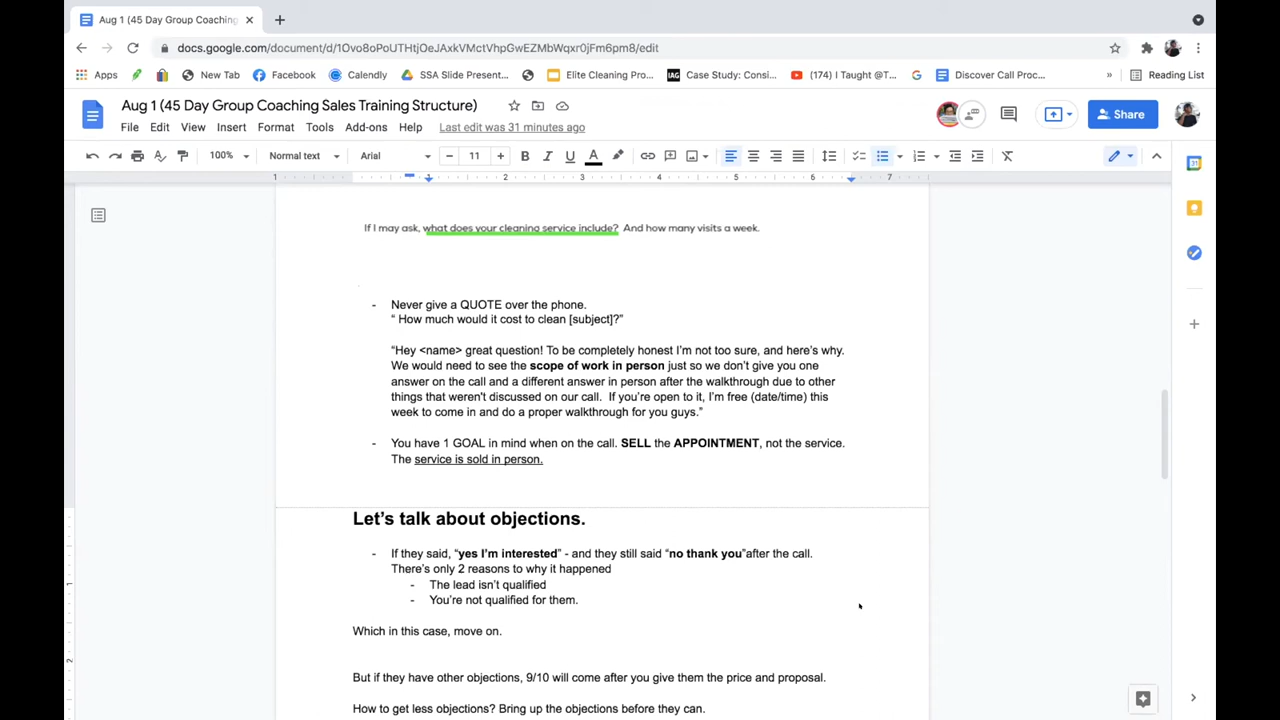 Aug 1 (45 Day Group Coaching
docs.google.com/document/d/1Ovo8oPoUTHtjOeJAxkVMctVhpGwEZMbWqxr0jFm6pm8/edit
Apps New Tab Facebook Calendly SSA Slide Present... Elite Cleaning Pro... IAG Case Study: Consi... (174) I Taught @T... Discover Call Proc... » Reading List
Aug 1 (45 Day Group Coaching Sales Training Structure)
File Edit View Insert Format Tools Add-ons Help Last edit was 31 minutes ago
Share
100% Normal text Arial 11
1 1 2 3 4 5 6 7
If I may ask, what does your cleaning service include? And how many visits a week.
- Never give a QUOTE over the phone.
“ How much would it cost to clean [subject]?”
“Hey <name> great question! To be completely honest I’m not too sure, and here’s why.
We would need to see the scope of work in person just so we don’t give you one
answer on the call and a different answer in person after the walkthrough due to other
things that weren't discussed on our call. If you’re open to it, I’m free (date/time) this
week to come in and do a proper walkthrough for you guys.”
- You have 1 GOAL in mind when on the call. SELL the APPOINTMENT, not the service.
The service is sold in person.
Let’s talk about objections.
- If they said, “yes I’m interested” - and they still said “no thank you”after the call.
There’s only 2 reasons to why it happened
- The lead isn’t qualified
- You’re not qualified for them.
Which in this case, move on.
But if they have other objections, 9/10 will come after you give them the price and proposal.
How to get less objections? Bring up the objections before they can.
1
2